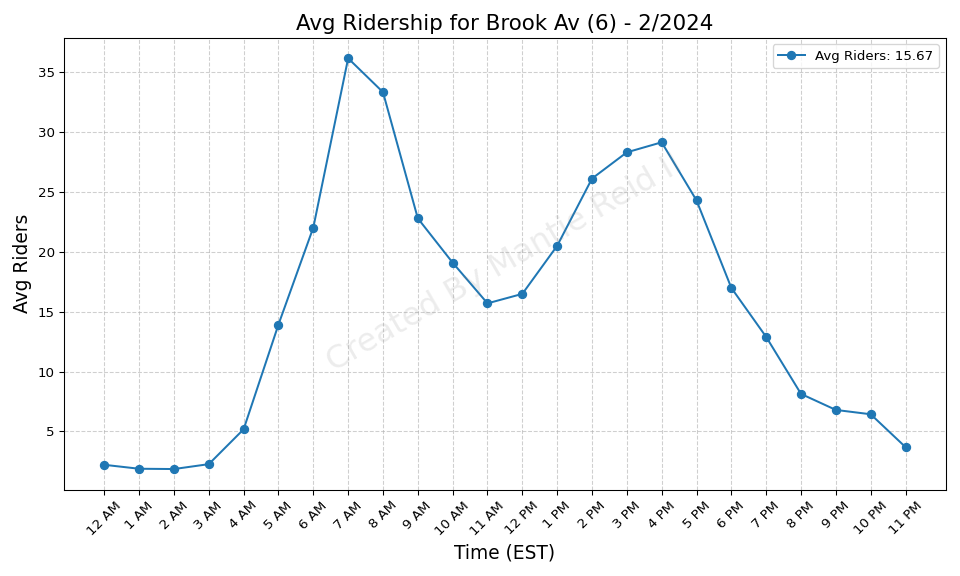 Avg Ridership for Brook Av (6) - 2/2024
Avg Riders: 15.67
Avg Riders
35
30
25
20
15
10
5
Created By Mantie Reid I
12 AM
1 AM
2 AM
3 AM
4 AM
5 AM
6 AM
7 AM
8 AM
9 AM
10 AM
11 AM
12 PM
1 PM
2 PM
3 PM
4 PM
5 PM
6 PM
7 PM
8 PM
9 PM
10 PM
11 PM
Time (EST)